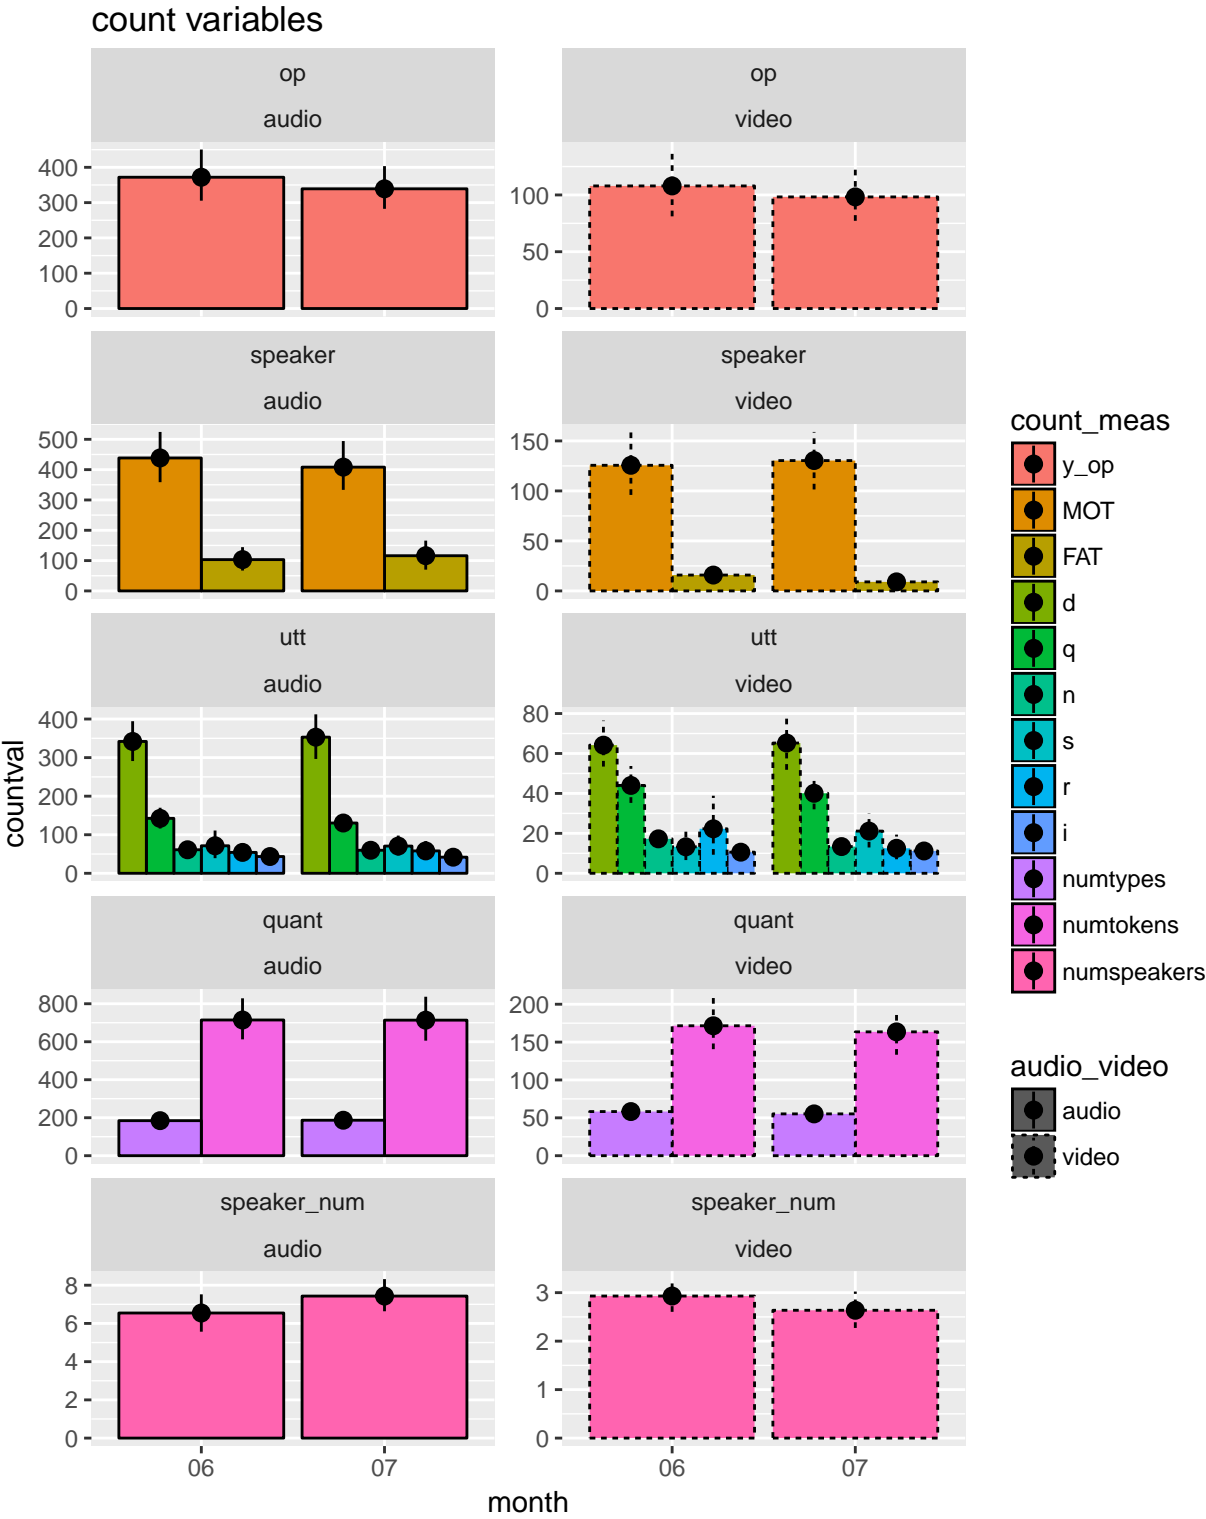 count variables
op
audio
op
video
400
300
200
100
0
100
50
0
speaker
audio
speaker
video
500
400
300
200
100
0
150
100
50
0
utt
audio
utt
video
400
300
200
100
0
80
60
40
20
0
quant
audio
quant
video
800
600
400
200
0
200
150
100
50
0
speaker_num
audio
speaker_num
video
8
6
4
2
0
3
2
1
0
06
07
06
07
month
countval
count_meas
y_op
MOT
FAT
d
q
n
s
r
i
numtypes
numtokens
numspeakers
audio_video
audio
video